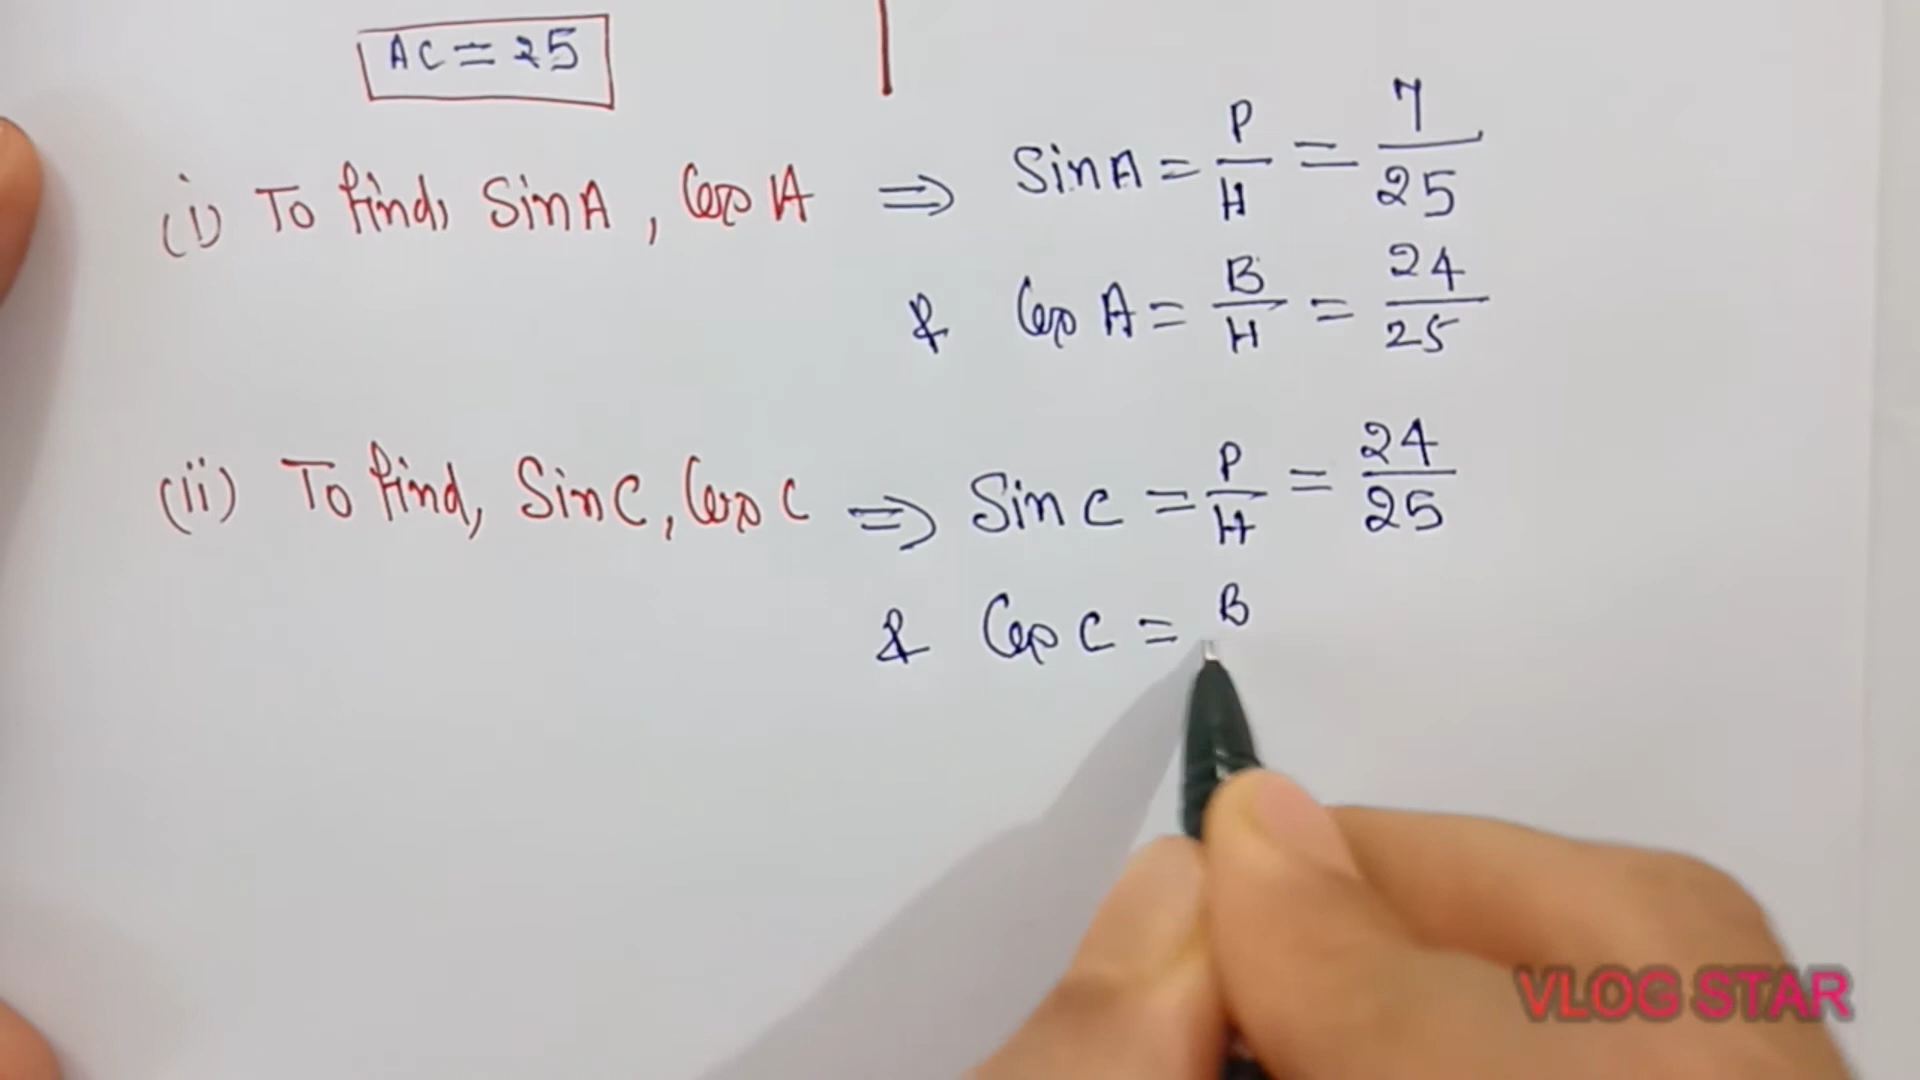 AC = 25
(i) To find, Sin A, Cos A ⇒ Sin A = P/H = 7/25
& Cos A = B/H = 24/25
(ii) To find, Sin C, Cos C ⇒ Sin C = P/H = 24/25
& Cos C = B
VLOG STAR